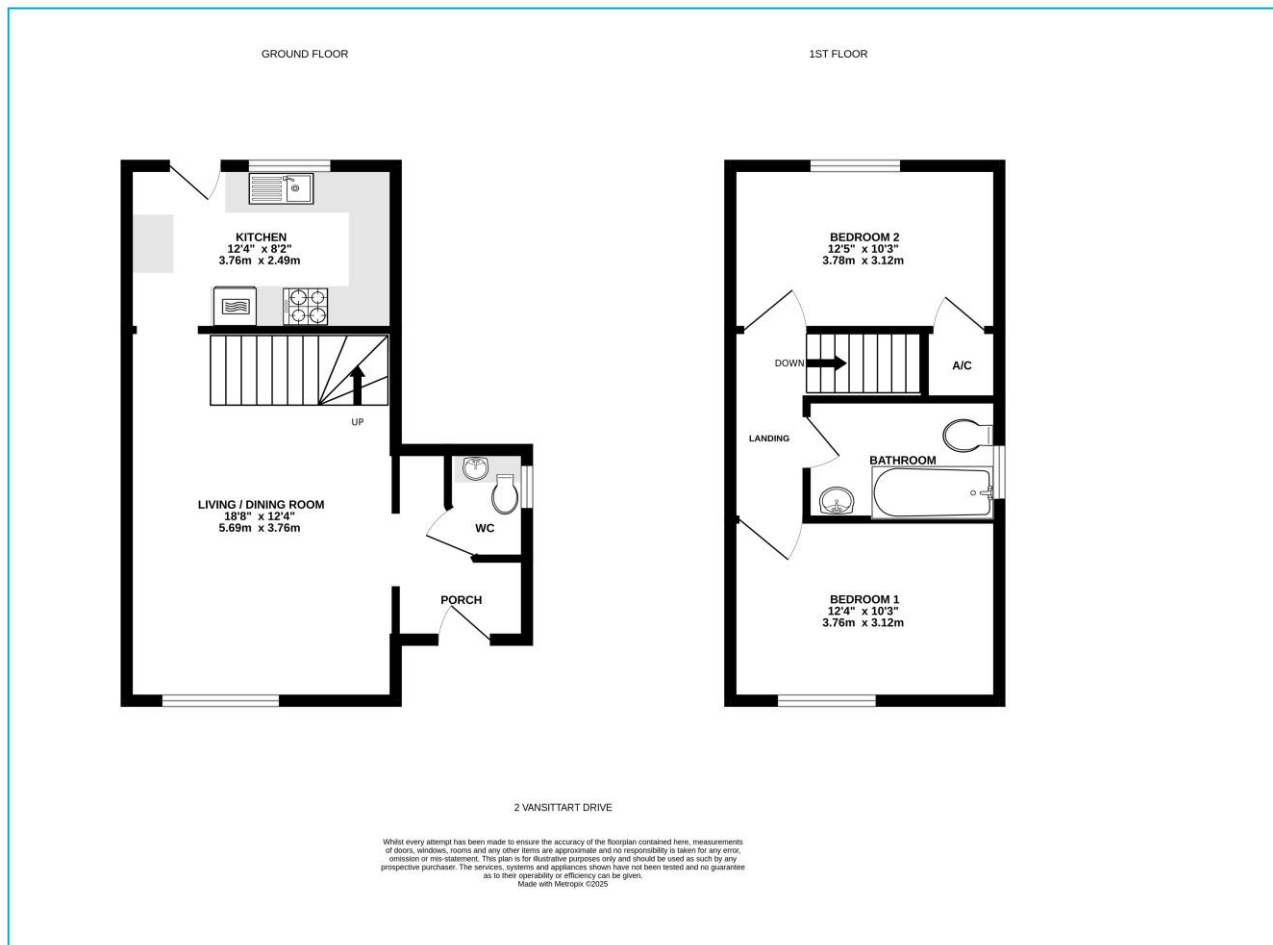 GROUND FLOOR
1ST FLOOR
KITCHEN
12'4" x 8'2"
3.76m x 2.49m
UP
LIVING / DINING ROOM
18'8" x 12'4"
5.69m x 3.76m
WC
PORCH
BEDROOM 2
12'5" x 10'3"
3.78m x 3.12m
DOWN
A/C
LANDING
BATHROOM
BEDROOM 1
12'4" x 10'3"
3.76m x 3.12m
2 VANSITTART DRIVE
Whilst every attempt has been made to ensure the accuracy of the floorplan contained here, measurements
of doors, windows, rooms and any other items are approximate and no responsibility is taken for any error,
omission or mis-statement. This plan is for illustrative purposes only and should be used as such by any
prospective purchaser. The services, systems and appliances shown have not been tested and no guarantee
as to their operability or efficiency can be given.
Made with Metropix ©2025